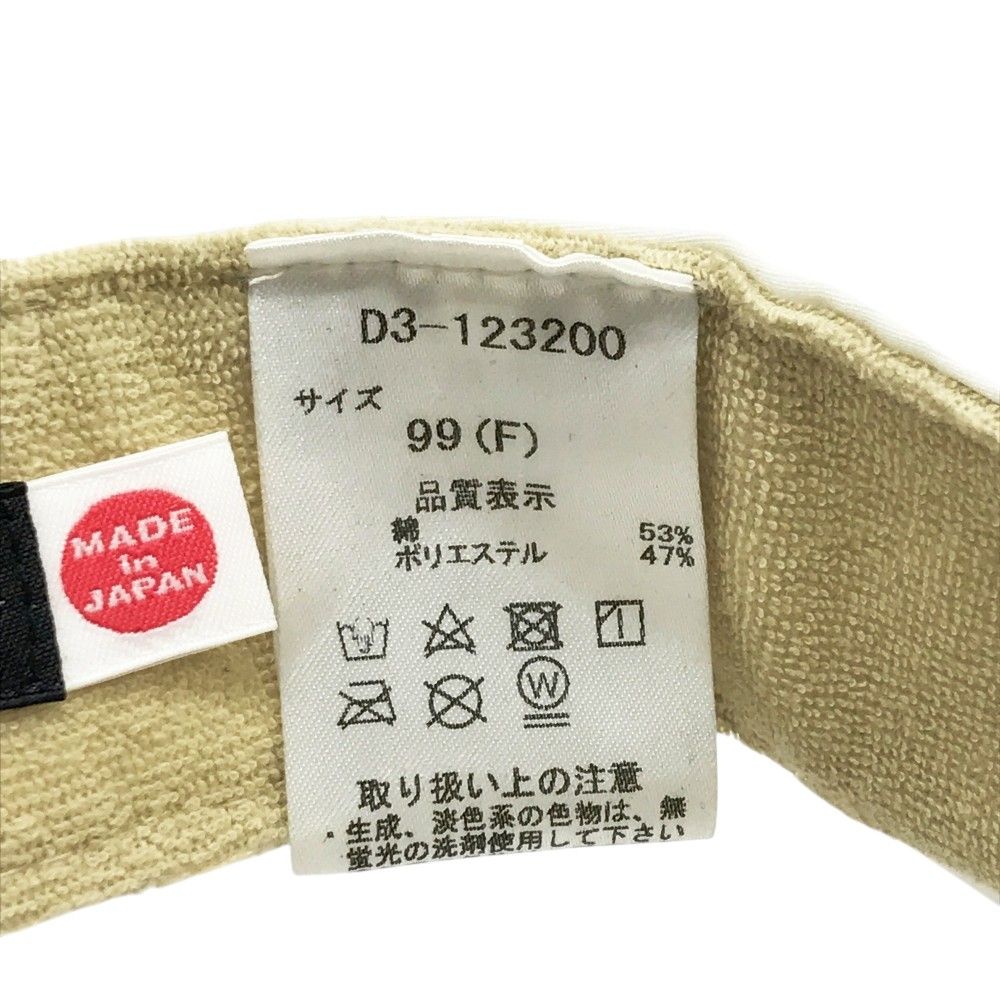 D3-123200
サイズ
99(F)
品質表示
綿 53%
ポリエステル 47%
W
取り扱い上の注意
・生成、淡色系の色物は、無
蛍光の洗剤使用して下さい
MADE
in
JAPAN